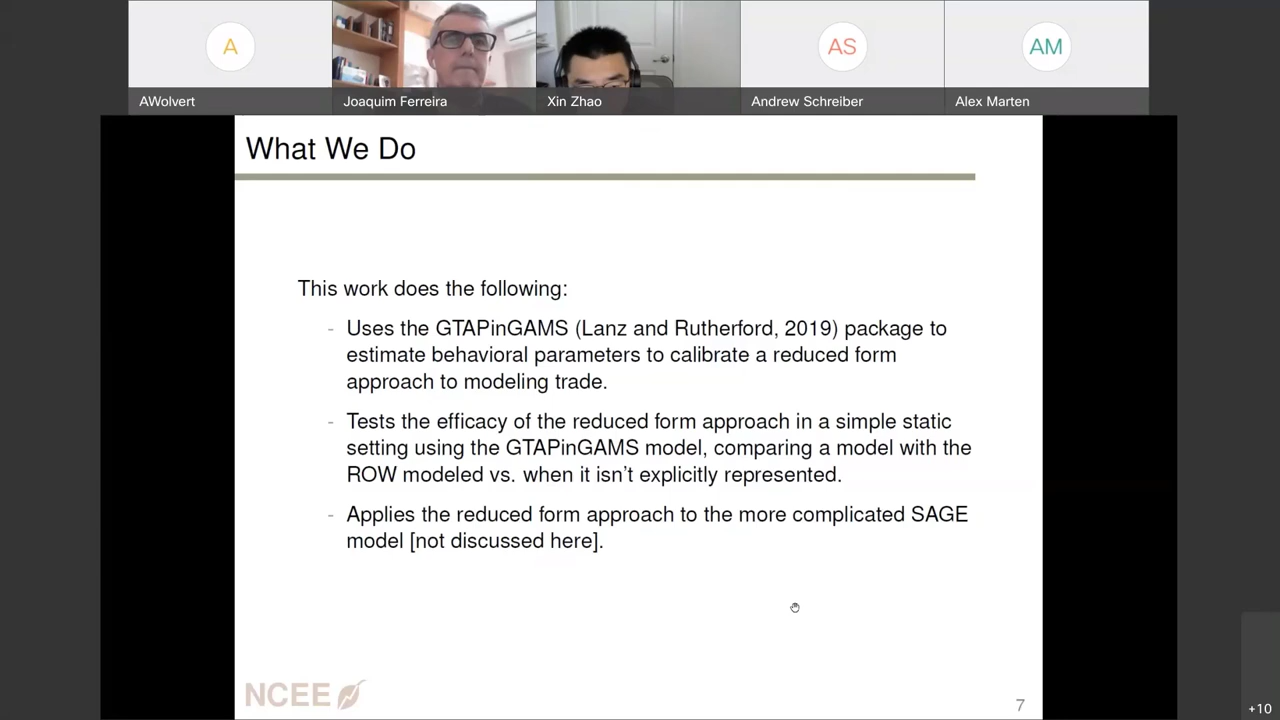 A
AS
AM
AWolvert
Joaquim Ferreira
Xin Zhao
Andrew Schreiber
Alex Marten
What We Do
This work does the following:
- Uses the GTAPinGAMS (Lanz and Rutherford, 2019) package to
estimate behavioral parameters to calibrate a reduced form
approach to modeling trade.
- Tests the efficacy of the reduced form approach in a simple static
setting using the GTAPinGAMS model, comparing a model with the
ROW modeled vs. when it isn't explicitly represented.
- Applies the reduced form approach to the more complicated SAGE
model [not discussed here].
NCEE
7
+10